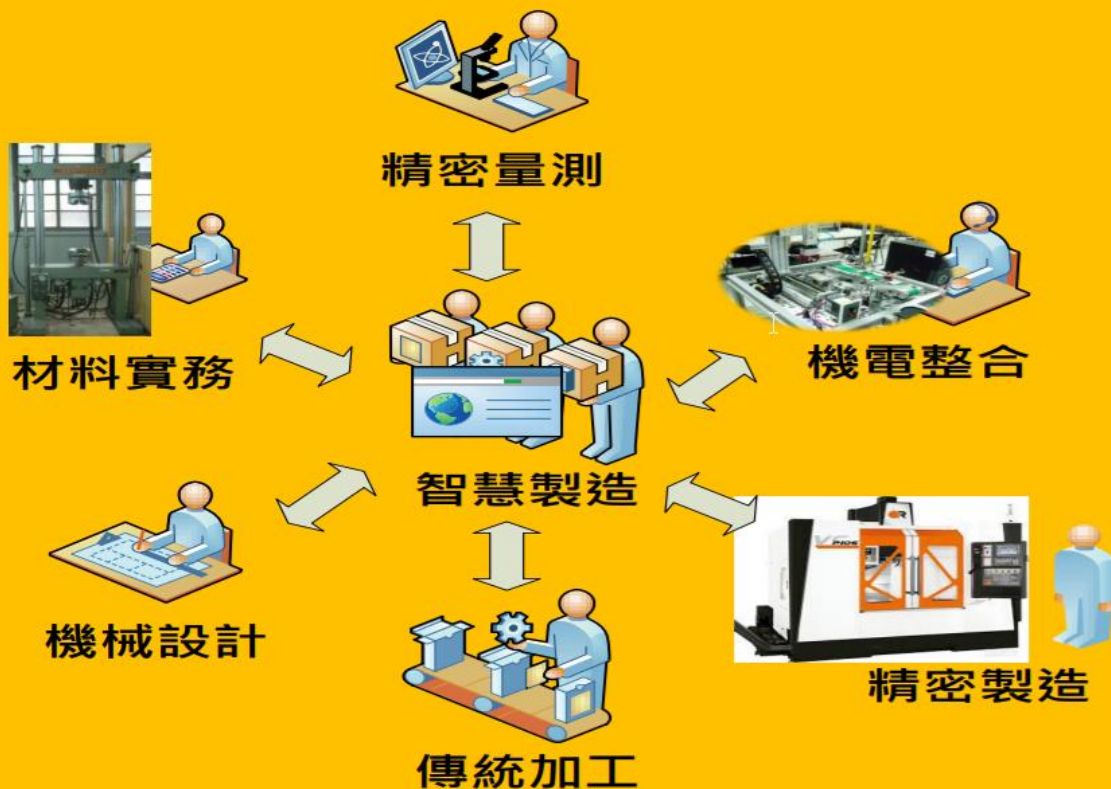 精密量測
材料實務
機電整合
智慧製造
機械設計
精密製造
傳統加工